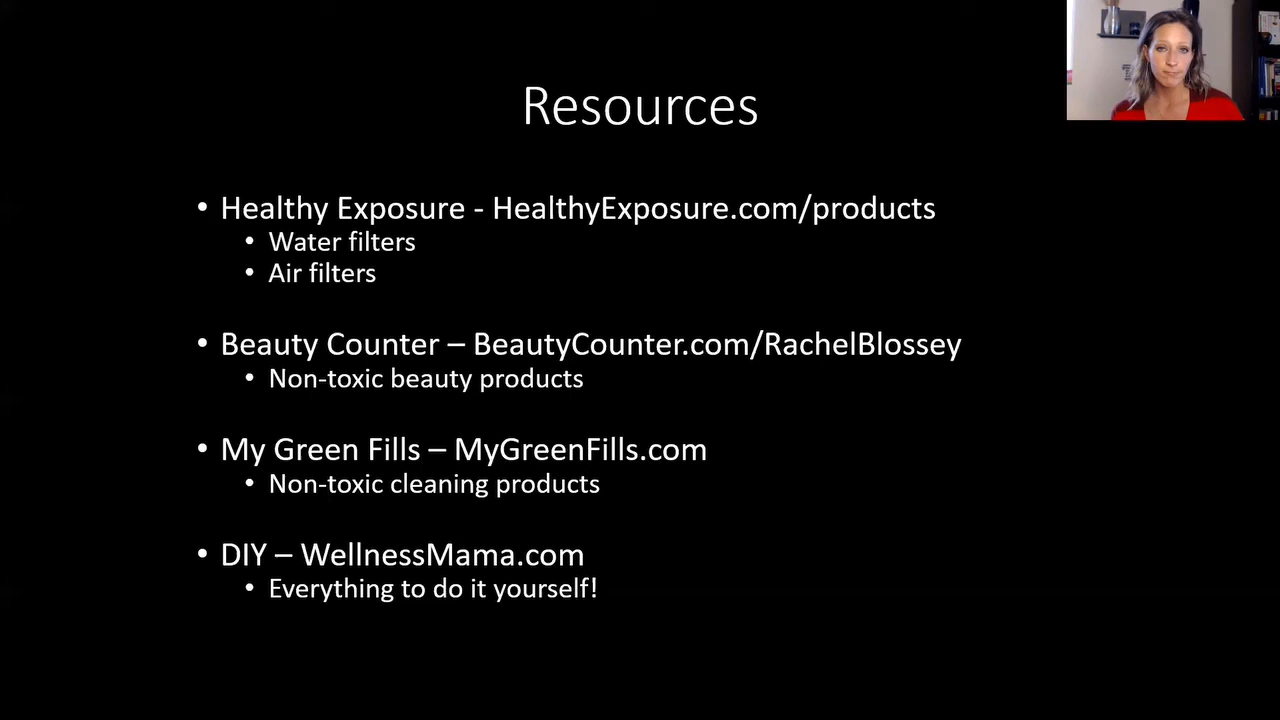 Resources
• Healthy Exposure - HealthyExposure.com/products
• Water filters
• Air filters
• Beauty Counter – BeautyCounter.com/RachelBlossey
• Non-toxic beauty products
• My Green Fills – MyGreenFills.com
• Non-toxic cleaning products
• DIY – WellnessMama.com
• Everything to do it yourself!